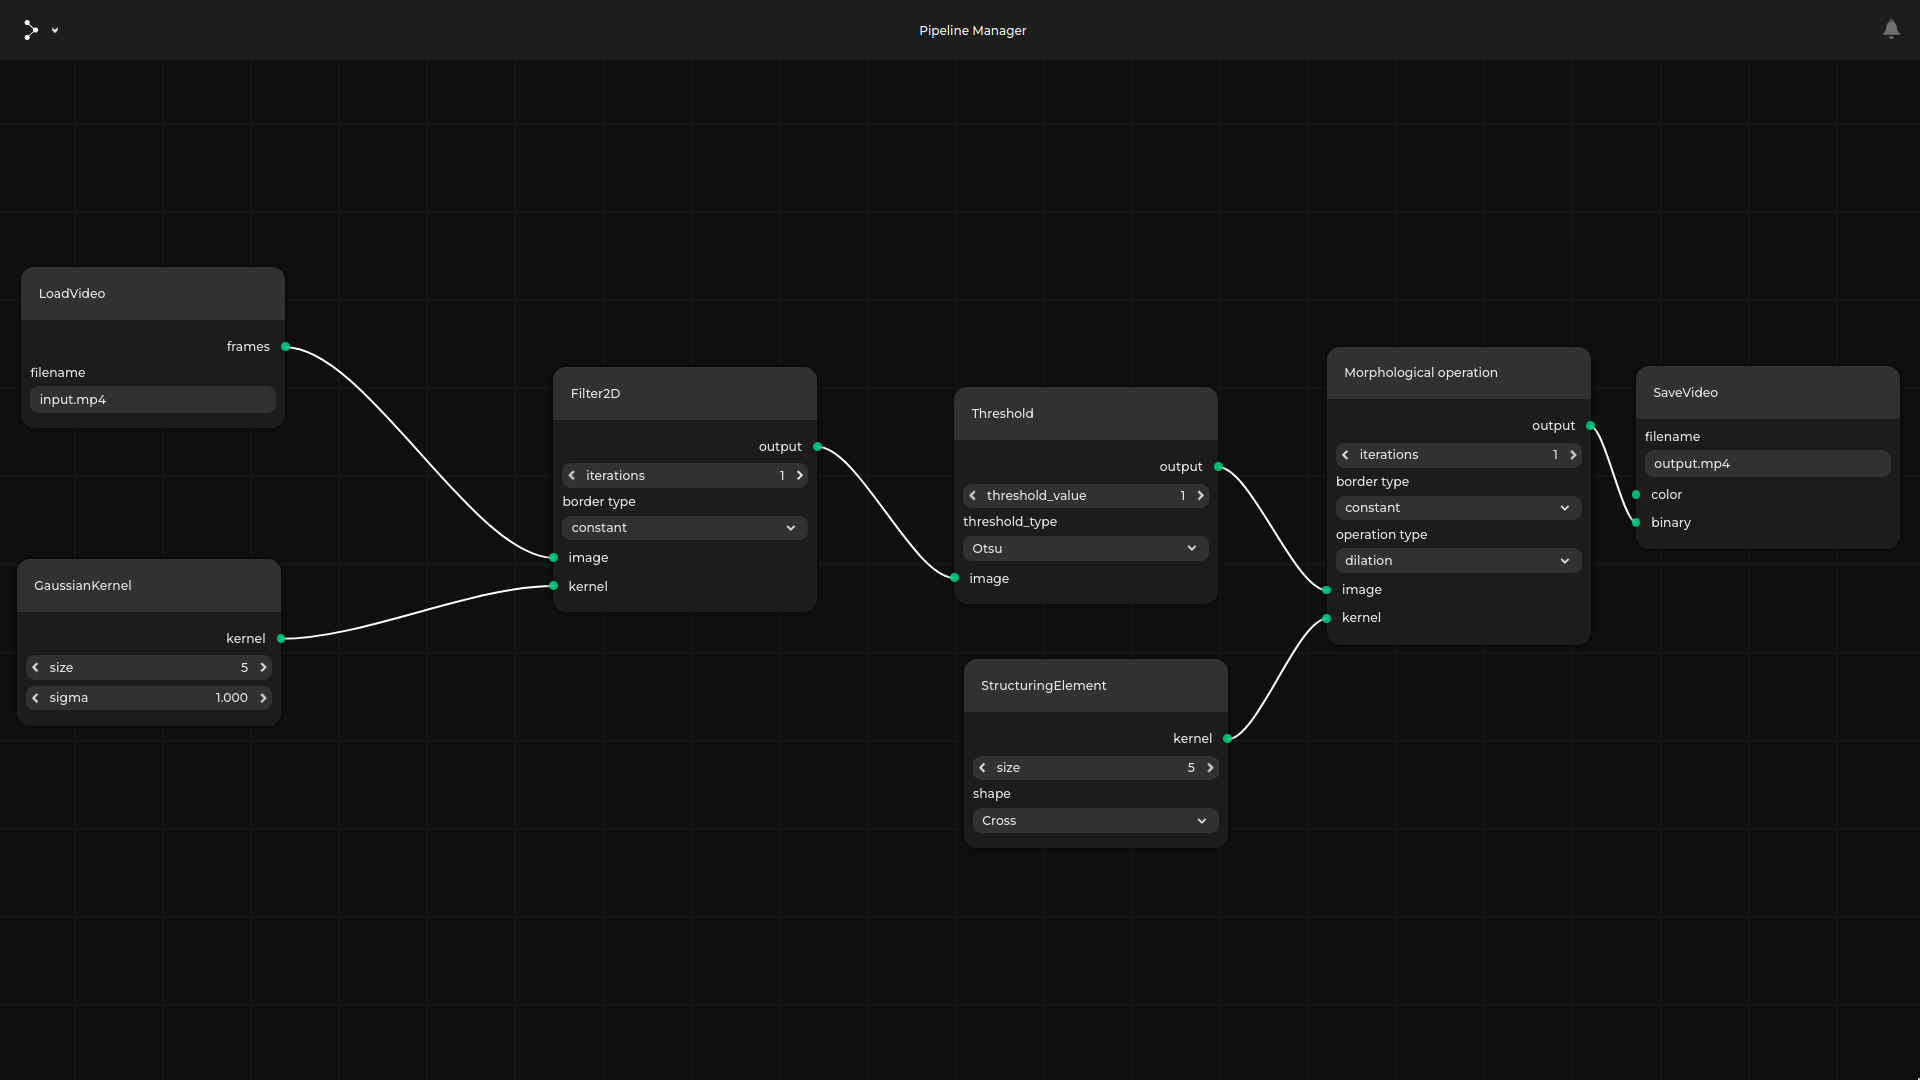 Pipeline Manager
LoadVideo
frames
filename
input.mp4
GaussianKernel
kernel
size 5
sigma 1.000
Filter2D
output
iterations 1
border type
constant
image
kernel
Threshold
output
threshold_value 1
threshold_type
Otsu
image
StructuringElement
kernel
size 5
shape
Cross
Morphological operation
output
iterations 1
border type
constant
operation type
dilation
image
kernel
SaveVideo
filename
output.mp4
color
binary